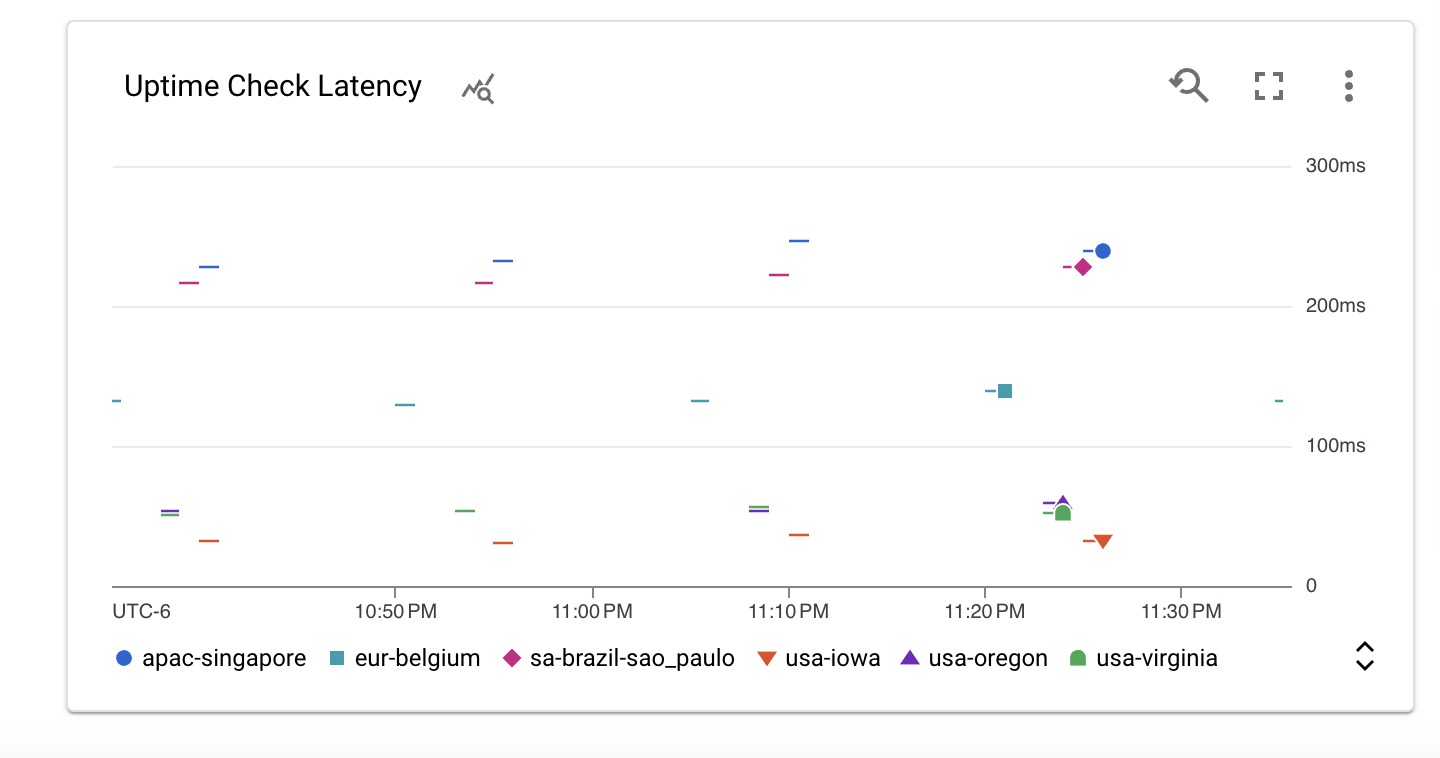 Uptime Check Latency
300ms
200ms
100ms
0
UTC-6 10:50 PM 11:00 PM 11:10 PM 11:20 PM 11:30 PM
apac-singapore eur-belgium sa-brazil-sao_paulo usa-iowa usa-oregon usa-virginia